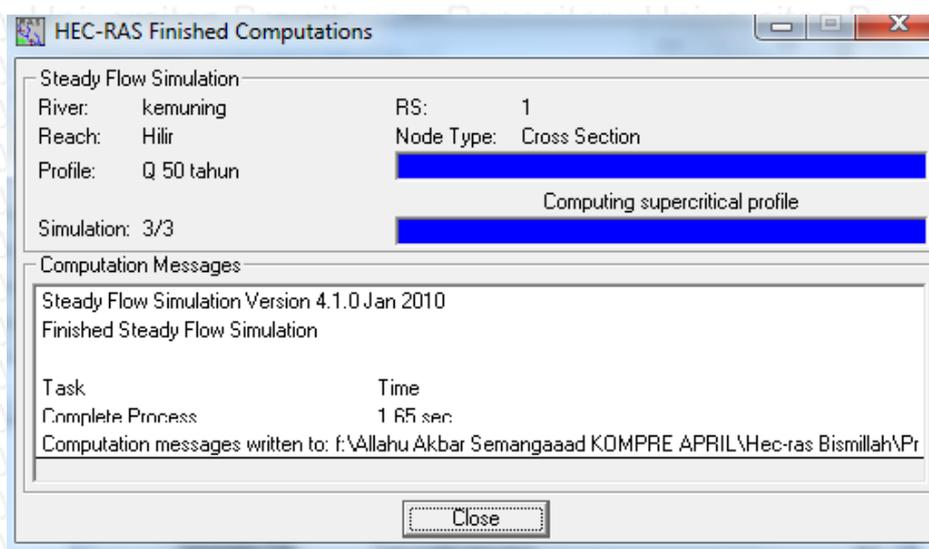 HEC-RAS Finished Computations
Steady Flow Simulation
River: kemuning RS: 1
Reach: Hilir Node Type: Cross Section
Profile: Q 50 tahun
Computing supercritical profile
Simulation: 3/3
Computation Messages
Steady Flow Simulation Version 4.1.0 Jan 2010
Finished Steady Flow Simulation
Task Time
Complete Process 1.65 sec
Computation messages written to: f:\Allahu Akbar Semangaaad KOMPRE APRIL\Hec-ras Bismillah\Pr
Close